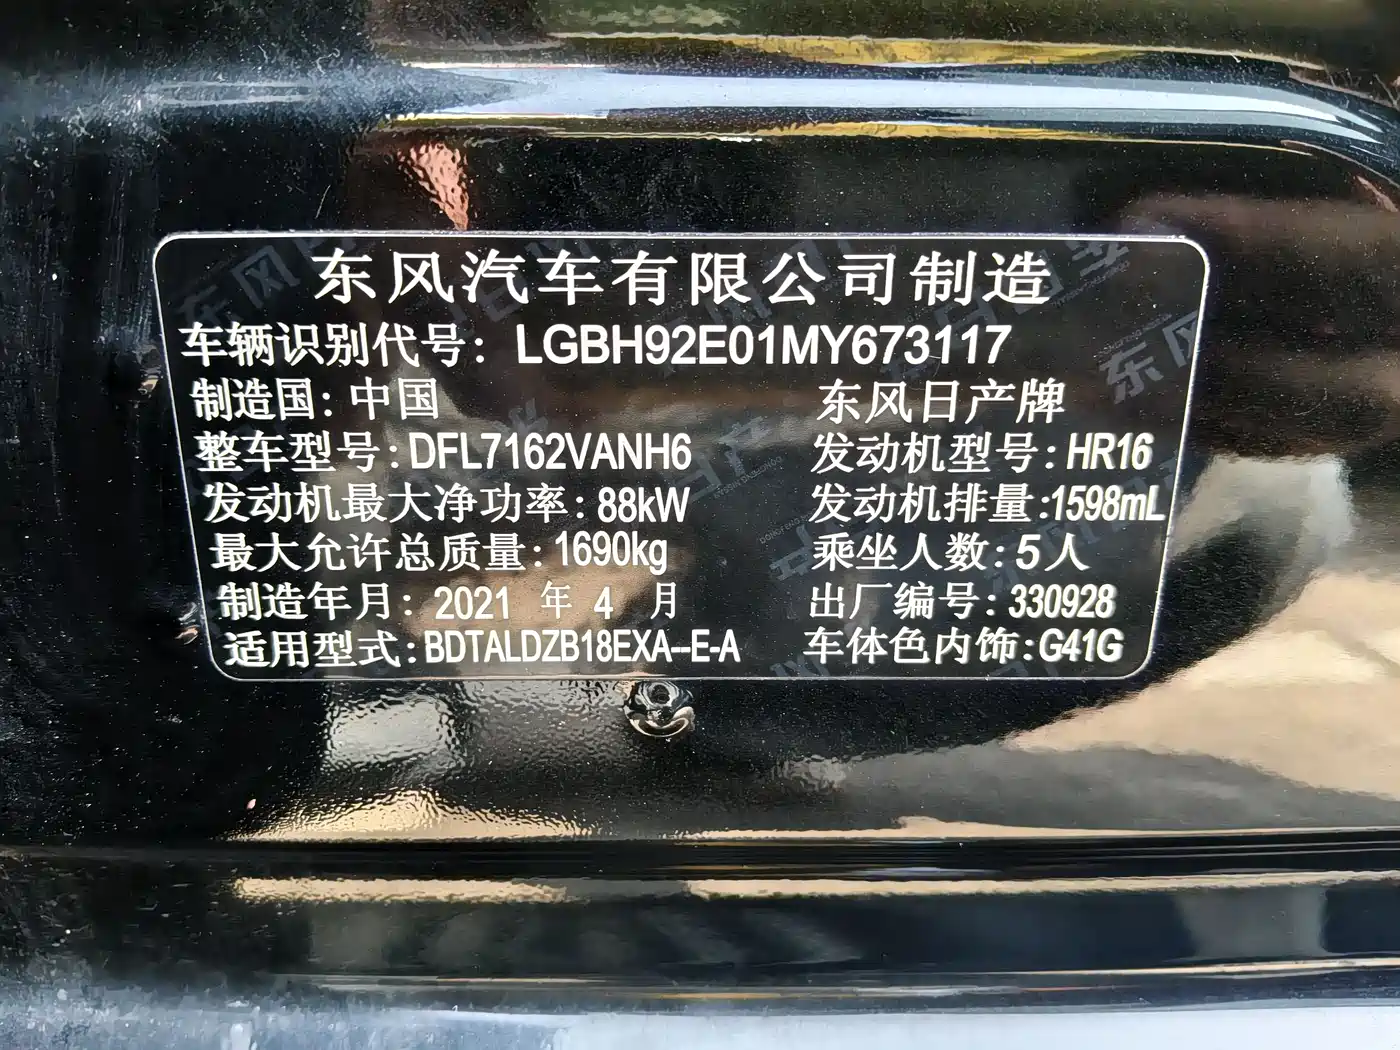 东风汽车有限公司制造
车辆识别代号：LGBH92E01MY673117
制造国：中国 东风日产牌
整车型号：DFL7162VANH6 发动机型号：HR16
发动机最大净功率：88kW 发动机排量：1598mL
最大允许总质量：1690kg 乘坐人数：5人
制造年月：2021 年 4 月 出厂编号：330928
适用型式：BDTALDZB18EXA--E-A 车体色内饰：G41G